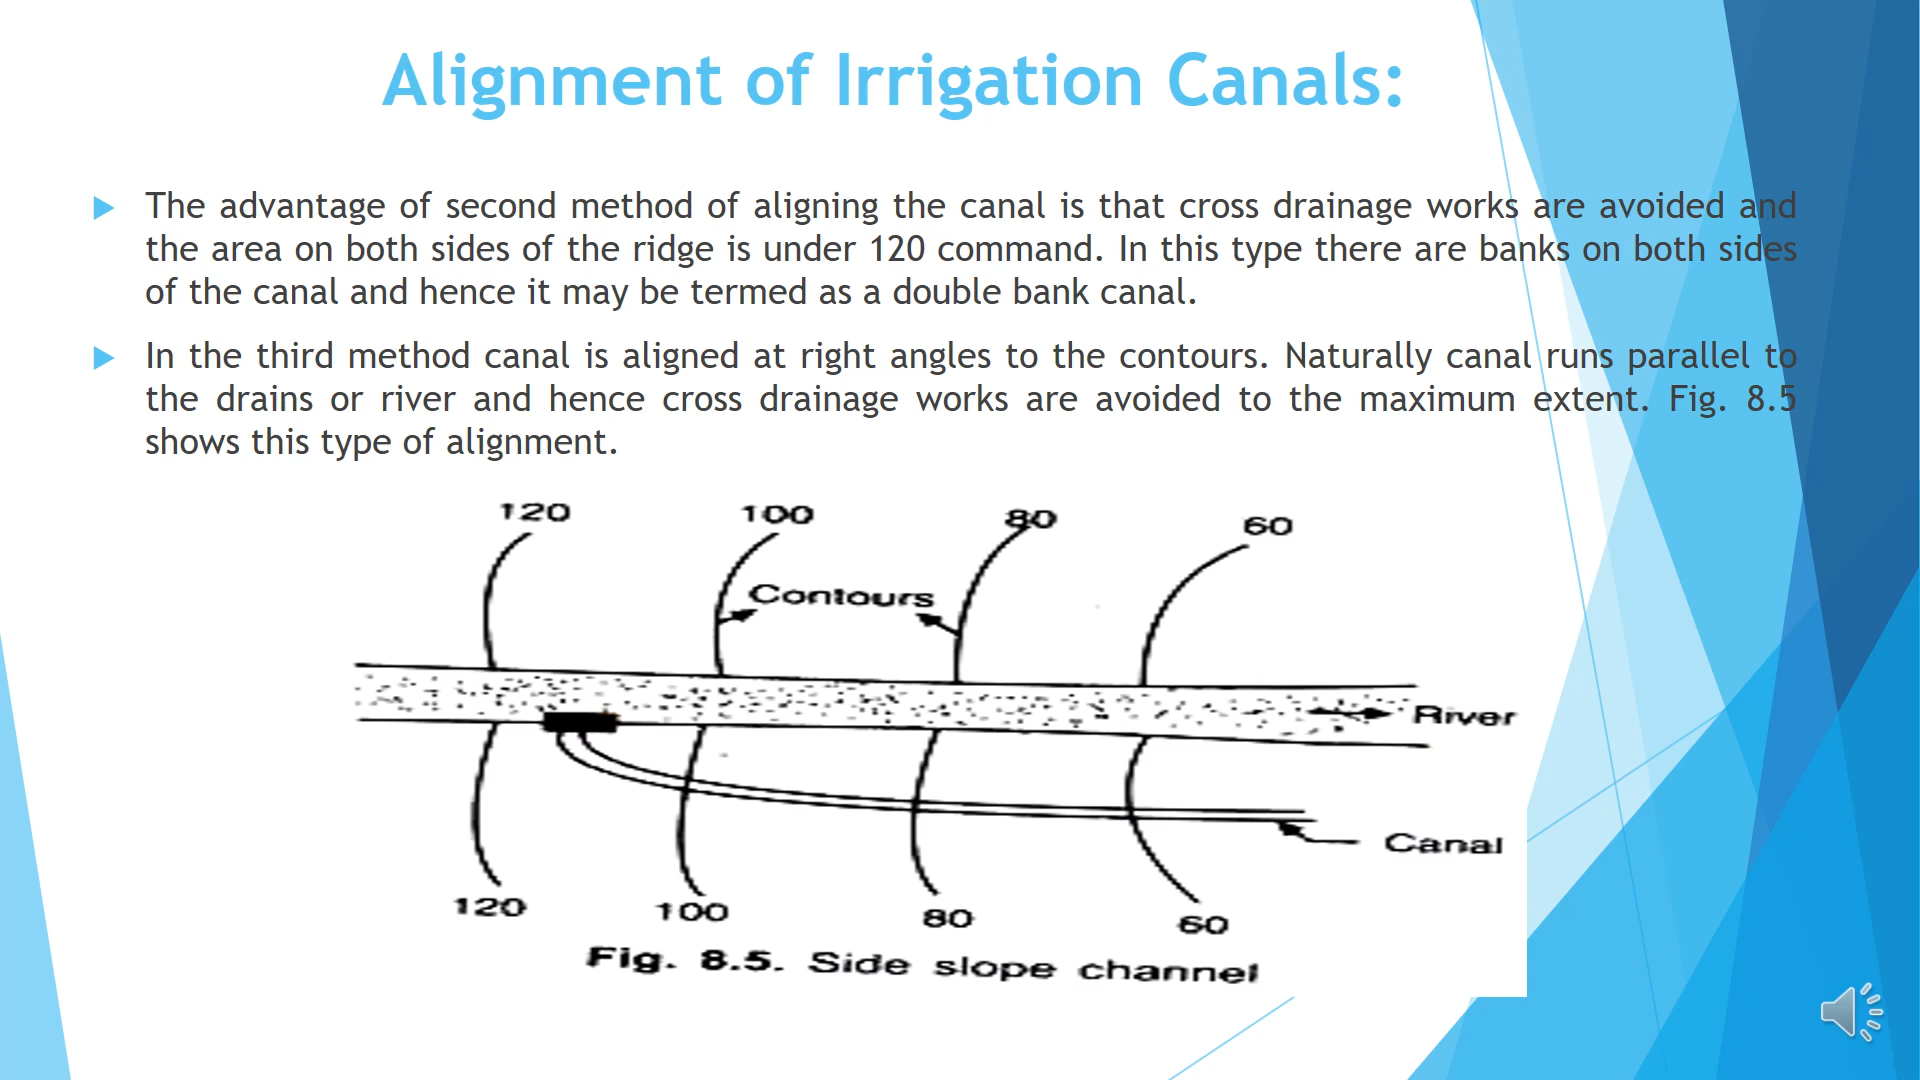 Alignment of Irrigation Canals:
The advantage of second method of aligning the canal is that cross drainage works are avoided and
the area on both sides of the ridge is under 120 command. In this type there are banks on both sides
of the canal and hence it may be termed as a double bank canal.
In the third method canal is aligned at right angles to the contours. Naturally canal runs parallel to
the drains or river and hence cross drainage works are avoided to the maximum extent. Fig. 8.5
shows this type of alignment.
120 100 80 60
Contours
River
Canal
120 100 80 60
Fig. 8.5. Side slope channel